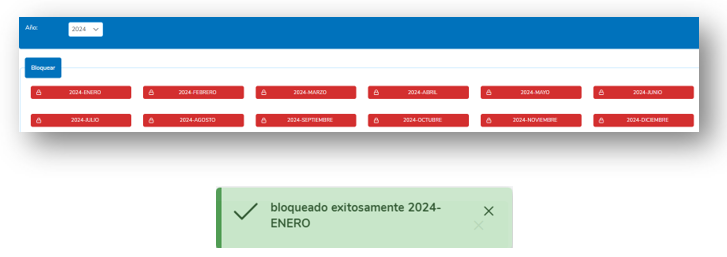 Año: 2024
Bloquear
2024-ENERO 2024-FEBRERO 2024-MARZO 2024-ABRIL 2024-MAYO 2024-JUNIO
2024-JULIO 2024-AGOSTO 2024-SEPTIEMBRE 2024-OCTUBRE 2024-NOVIEMBRE 2024-DICIEMBRE
bloqueado exitosamente 2024-
ENERO